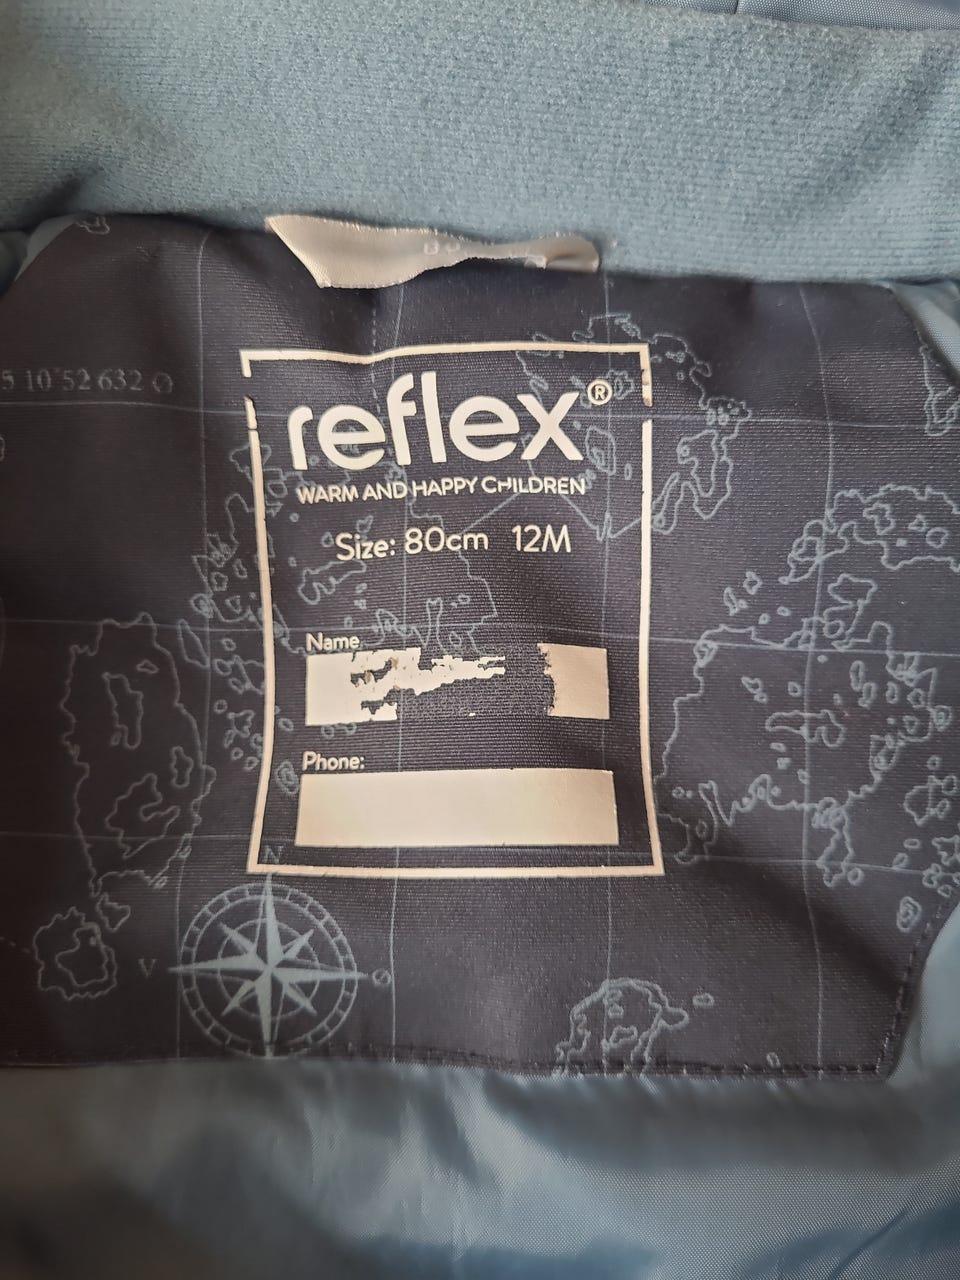 5 10 52 632 O
reflex®
WARM AND HAPPY CHILDREN
Size: 80cm 12M
Name
Phone:
N
V Ø